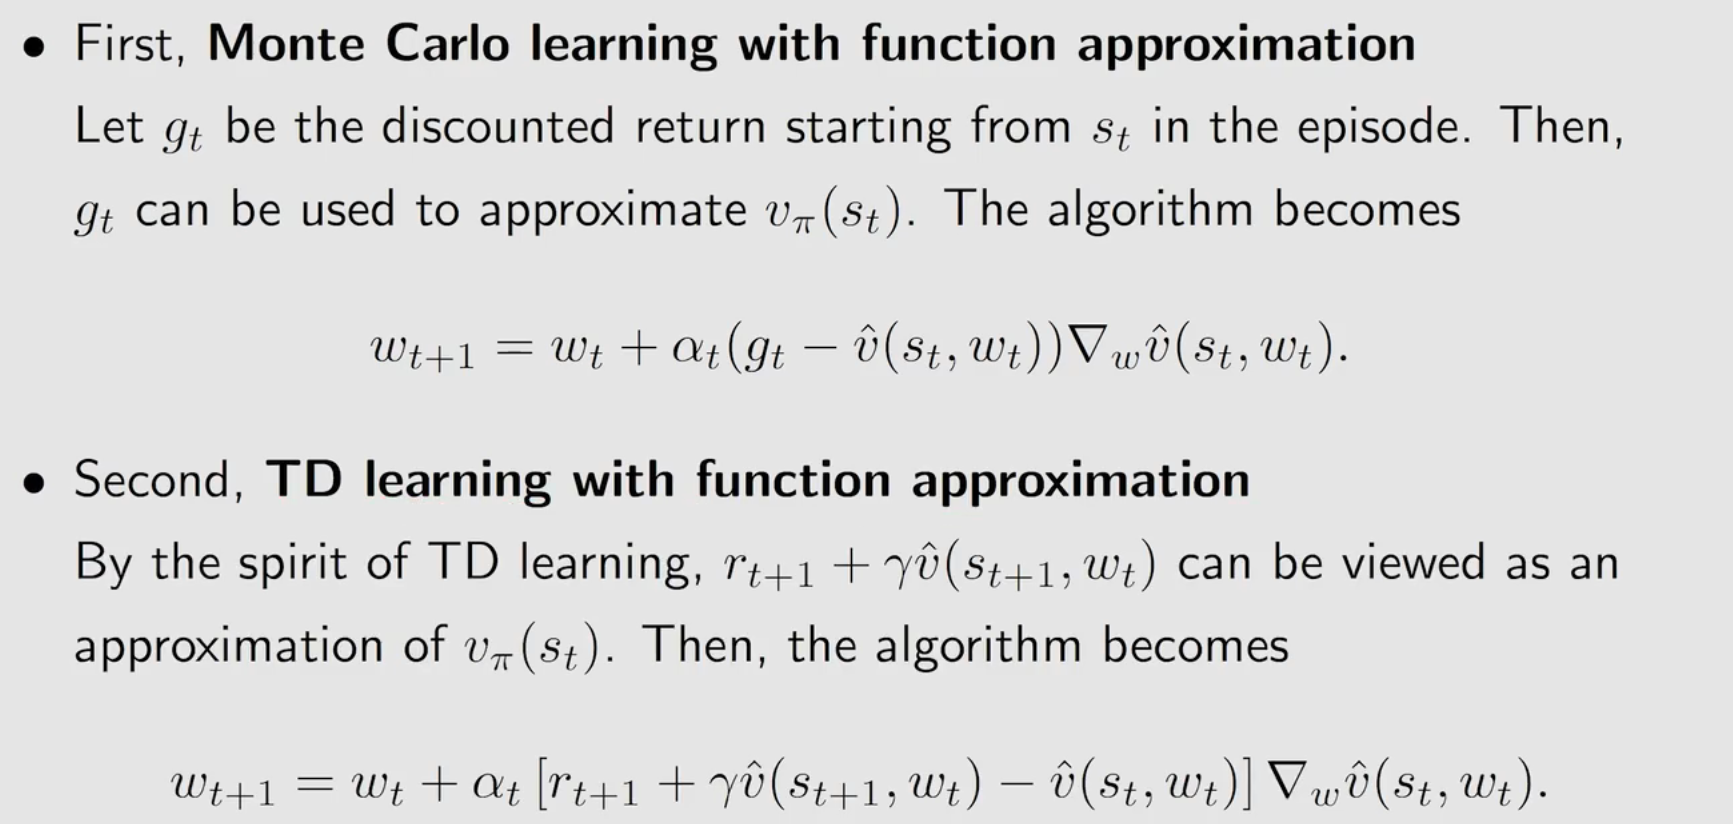 • First, Monte Carlo learning with function approximation
Let $g_t$ be the discounted return starting from $s_t$ in the episode. Then,
$g_t$ can be used to approximate $v_\pi(s_t)$. The algorithm becomes
$w_{t+1} = w_t + \alpha_t(g_t - \hat{v}(s_t, w_t))\nabla_w \hat{v}(s_t, w_t).$
• Second, TD learning with function approximation
By the spirit of TD learning, $r_{t+1} + \gamma\hat{v}(s_{t+1}, w_t)$ can be viewed as an
approximation of $v_\pi(s_t)$. Then, the algorithm becomes
$w_{t+1} = w_t + \alpha_t \left[r_{t+1} + \gamma\hat{v}(s_{t+1}, w_t) - \hat{v}(s_t, w_t)\right] \nabla_w \hat{v}(s_t, w_t).$